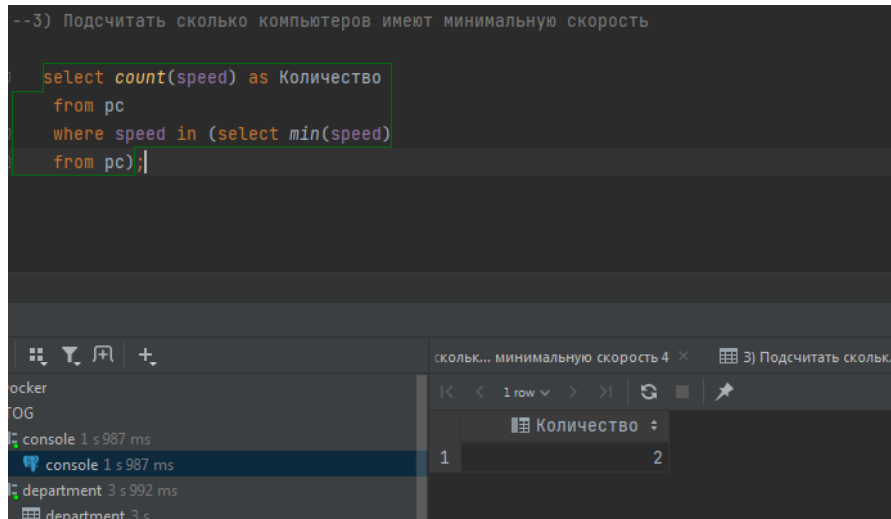 --3) Подсчитать сколько компьютеров имеют минимальную скорость
select count(speed) as Количество
from pc
where speed in (select min(speed)
from pc);
скольк... минимальную скорость 4
3) Подсчитать скольк
1 row
ocker
TOG
console 1 s 987 ms
console 1 s 987 ms
department 3 s 992 ms
department 3 s
Количество
1
2